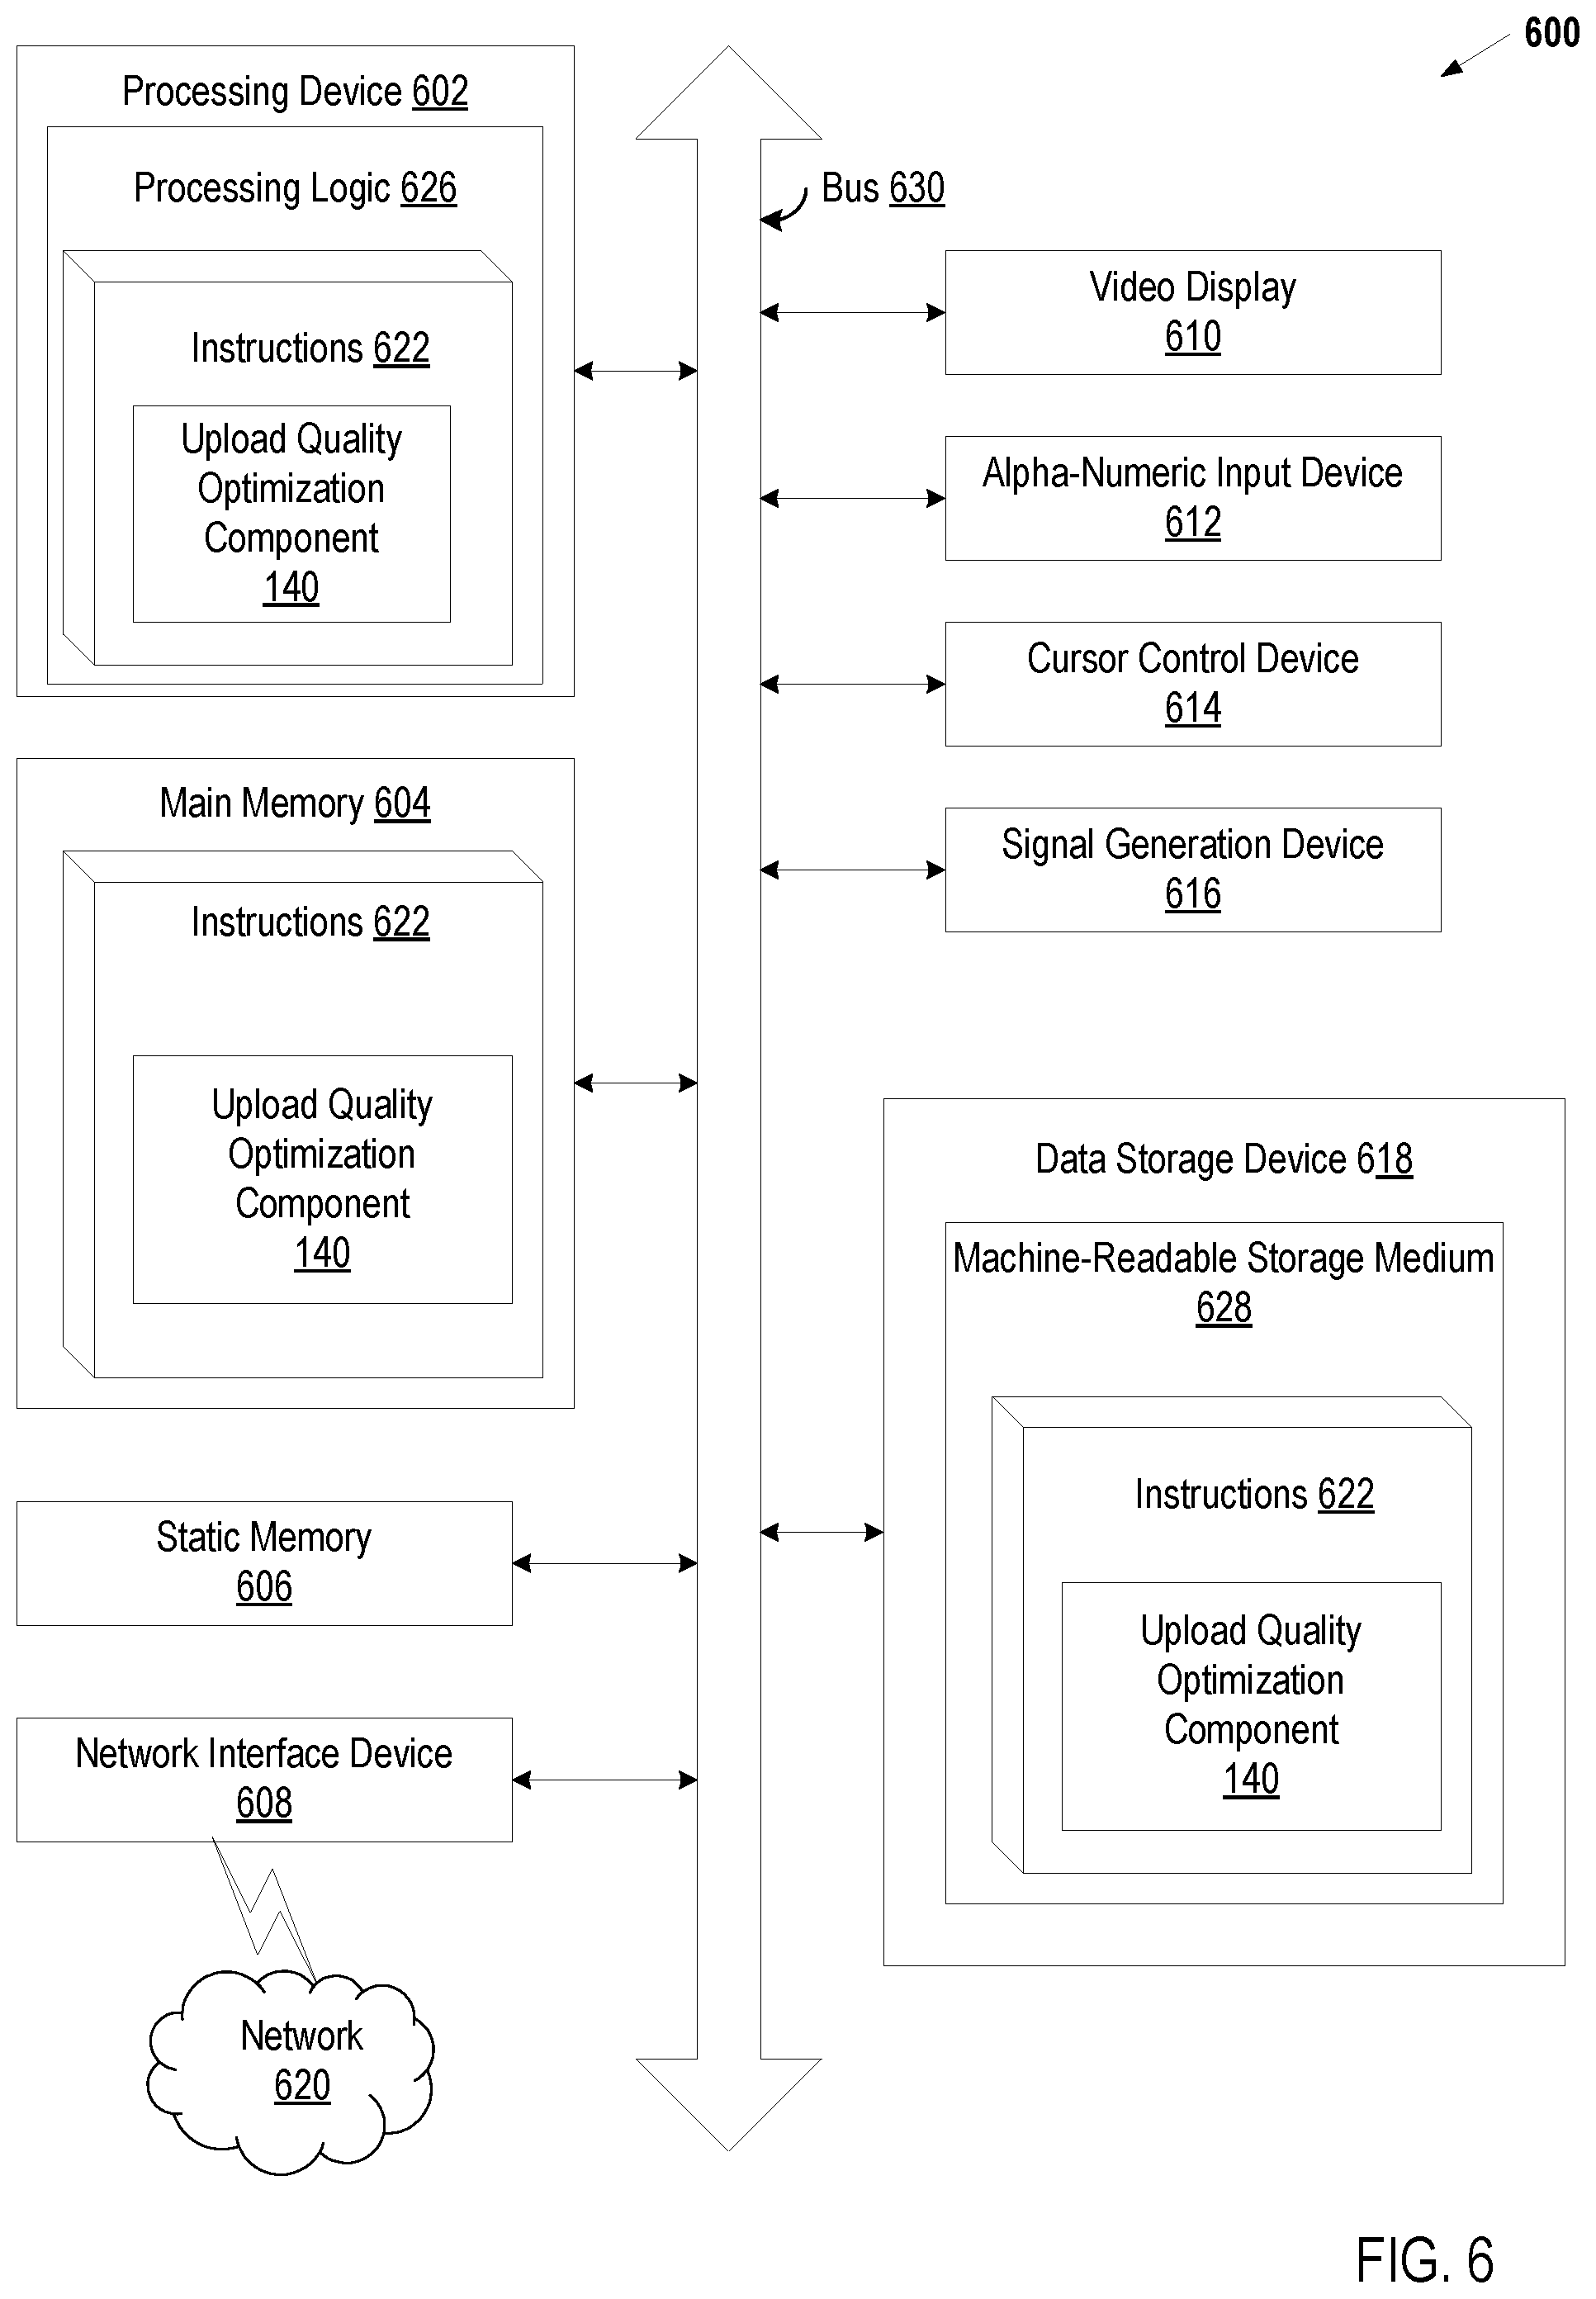 600
Processing Device 602
Processing Logic 626
Instructions 622
Upload Quality
Optimization
Component
140
Bus 630
Video Display
610
Alpha-Numeric Input Device
612
Cursor Control Device
614
Signal Generation Device
616
Main Memory 604
Instructions 622
Upload Quality
Optimization
Component
140
Data Storage Device 618
Machine-Readable Storage Medium
628
Instructions 622
Upload Quality
Optimization
Component
140
Static Memory
606
Network Interface Device
608
Network
620
FIG. 6